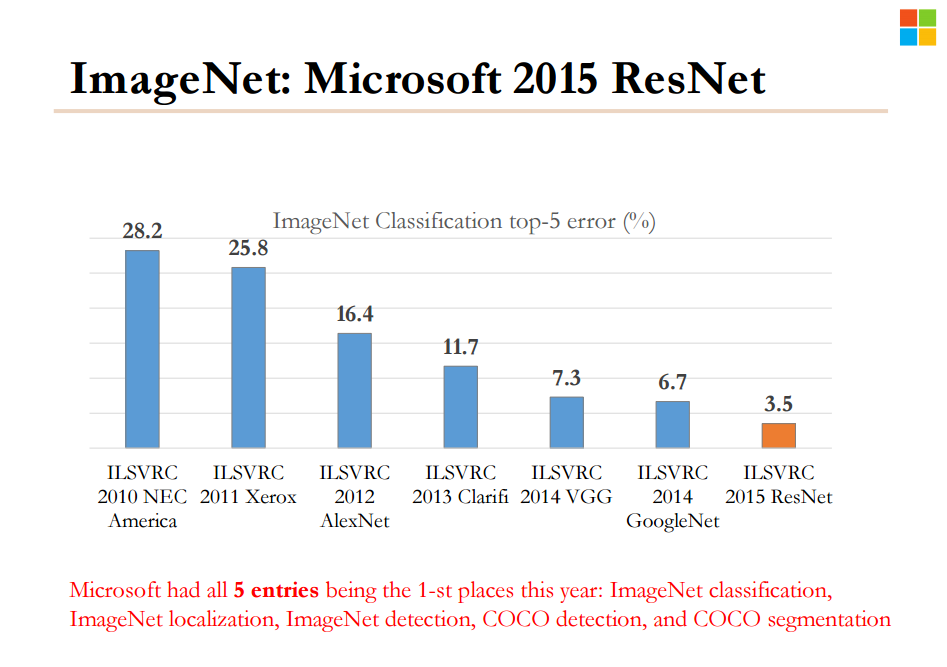 ImageNet: Microsoft 2015 ResNet
ImageNet Classification top-5 error (%)
28.2
25.8
16.4
11.7
7.3
6.7
3.5
ILSVRC
2010 NEC
America
ILSVRC
2011 Xerox
ILSVRC
2012
AlexNet
ILSVRC
2013 Clarifi
ILSVRC
2014 VGG
ILSVRC
2014
GoogleNet
ILSVRC
2015 ResNet
Microsoft had all 5 entries being the 1-st places this year: ImageNet classification,
ImageNet localization, ImageNet detection, COCO detection, and COCO segmentation